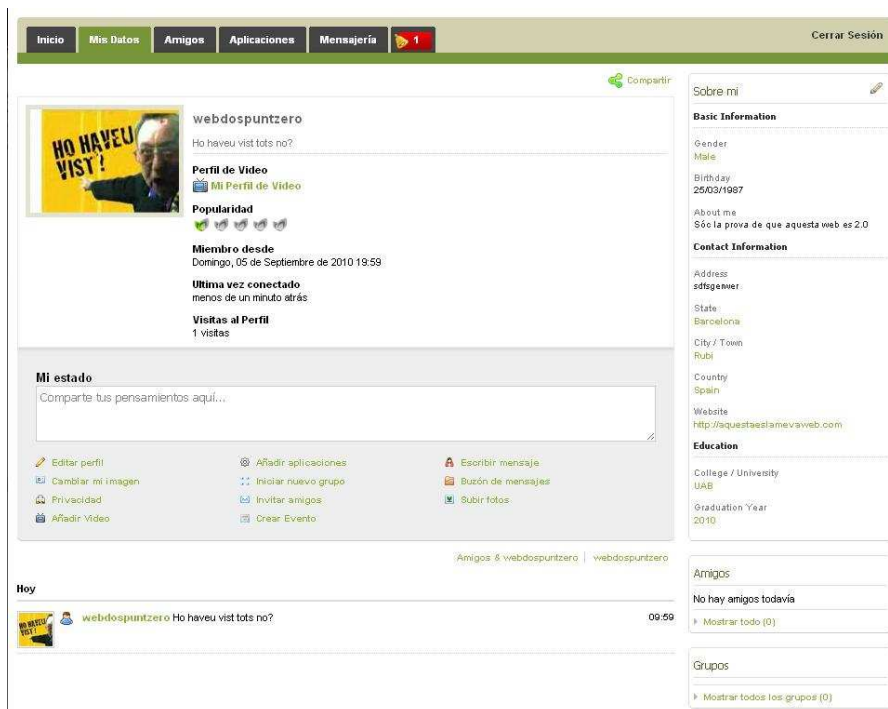 Inicio
Mis Datos
Amigos
Aplicaciones
Mensajería
1
Cerrar Sesión
Compartir
HO HAVEU
VIST?
webdospuntzero
Ho haveu vist tots no?
Perfil de Video
Mi Perfil de Video
Popularidad
Miembro desde
Domingo, 05 de Septiembre de 2010 19:59
Ultima vez conectado
menos de un minuto atrás
Visitas al Perfil
1 visitas
Mi estado
Comparte tus pensamientos aquí...
Editar perfil
Añadir aplicaciones
Escribir mensaje
Cambiar mi imagen
Iniciar nuevo grupo
Buzón de mensajes
Privacidad
Invitar amigos
Subir fotos
Añadir Video
Crear Evento
Amigos & webdospuntzero
webdospuntzero
Hoy
HO HAVEU
VIST?
webdospuntzero Ho haveu vist tots no?
09:59
Sobre mi
Basic Information
Gender
Male
Birthday
25/03/1987
About me
Sóc la prova de que aquesta web es 2.0
Contact Information
Address
sdfsgerwer
State
Barcelona
City / Town
Rubi
Country
Spain
Website
http://aquestaeslamevaweb.com
Education
College / University
UAB
Graduation Year
2010
Amigos
No hay amigos todavía
Mostrar todo (0)
Grupos
Mostrar todos los grupos (0)